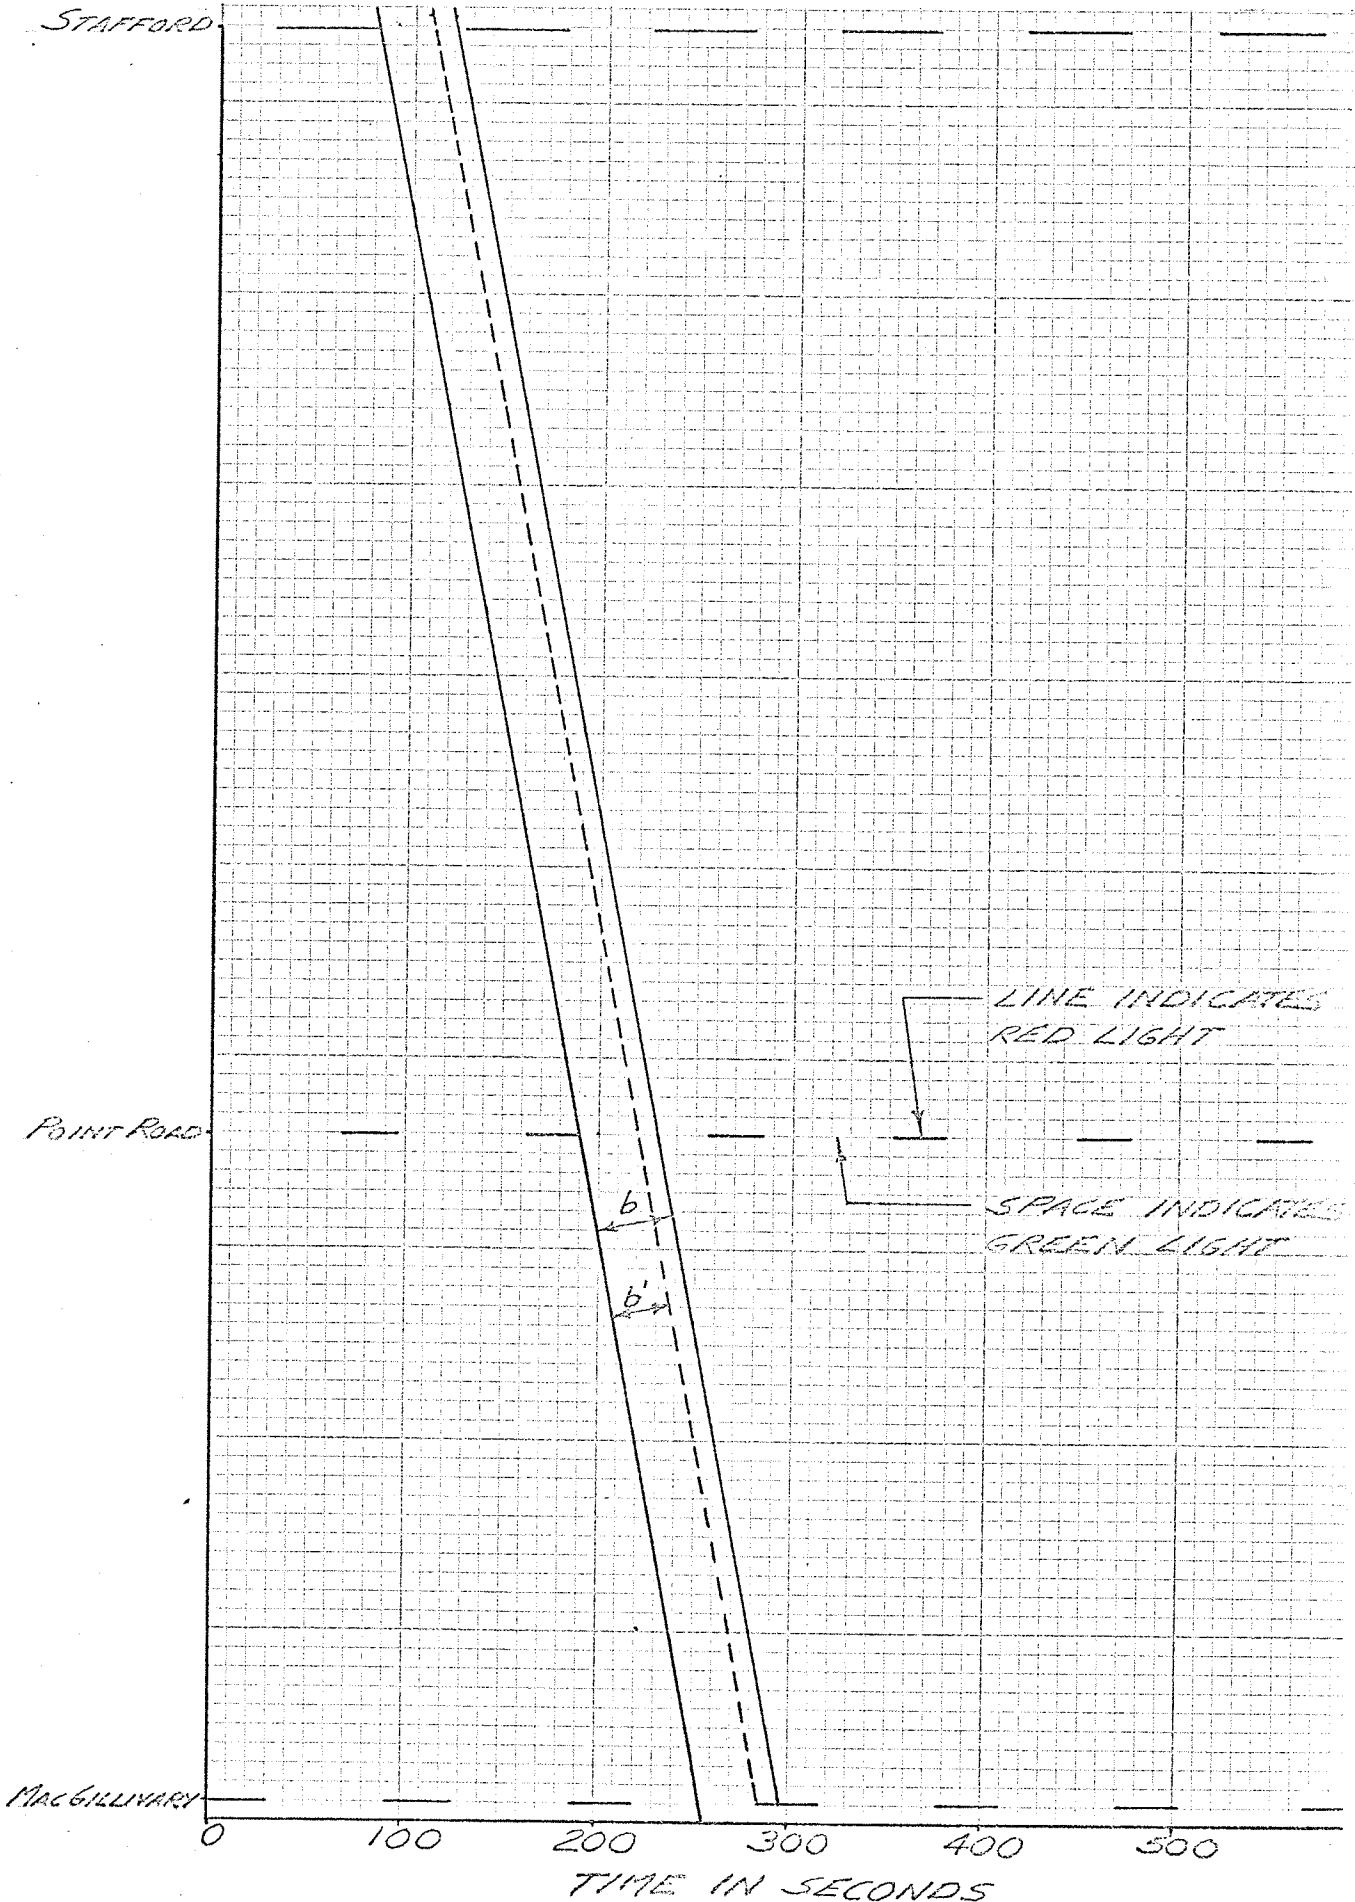 STAFFORD
LINE INDICATES
RED LIGHT
POINT ROAD
SPACE INDICATES
GREEN LIGHT
b
b'
MACGILLIVARY
0 100 200 300 400 500
TIME IN SECONDS